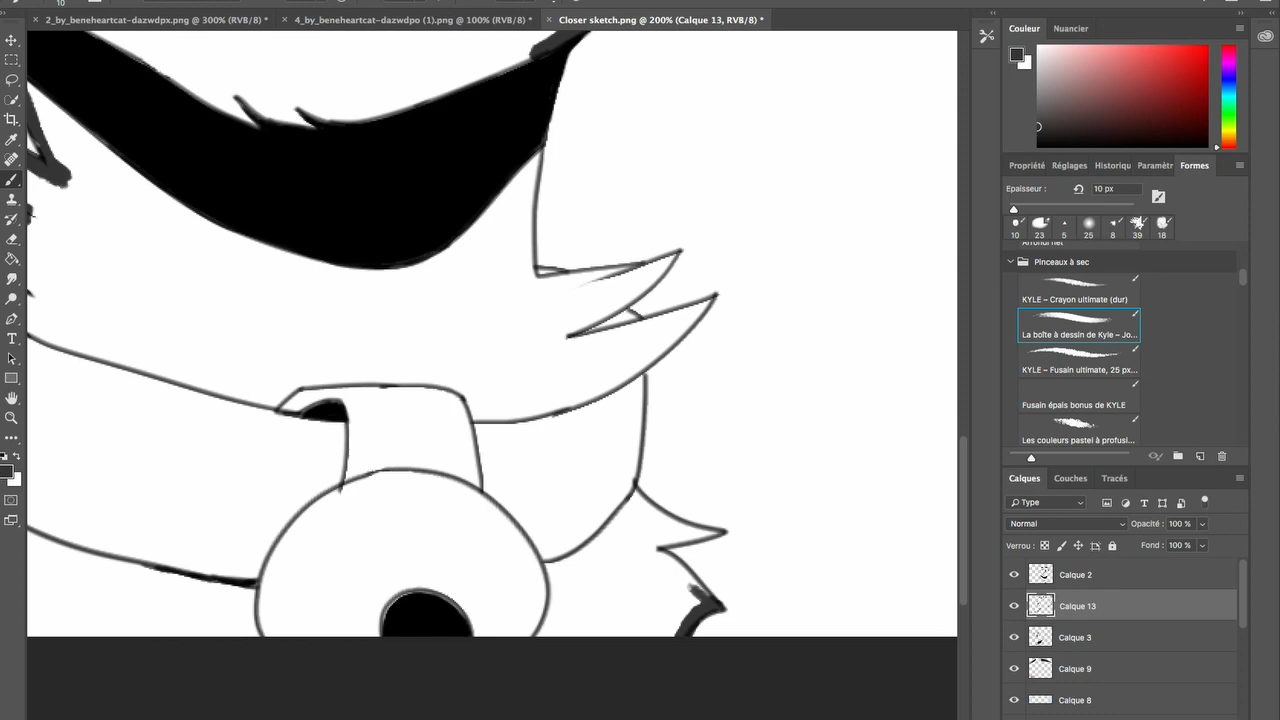 10
2_by_beneheartcat-dazwdpx.png @ 300% (RVB/8) *
4_by_beneheartcat-dazwdpo (1).png @ 100% (RVB/8) *
Closer sketch.png @ 200% (Calque 13, RVB/8) *
Couleur Nuancier
Propriété Réglages Historiqu Paramètr Formes
Epaisseur : 10 px
10 23 5 25 8 39 18
Arrondi net
Pinceaux à sec
KYLE – Crayon ultimate (dur)
La boîte à dessin de Kyle – Jo...
KYLE – Fusain ultimate, 25 px...
Fusain épais bonus de KYLE
Les couleurs pastel à profusi...
Calques Couches Tracés
Type
Normal Opacité : 100 %
Verrou : Fond : 100 %
Calque 2
Calque 13
Calque 3
Calque 9
Calque 8